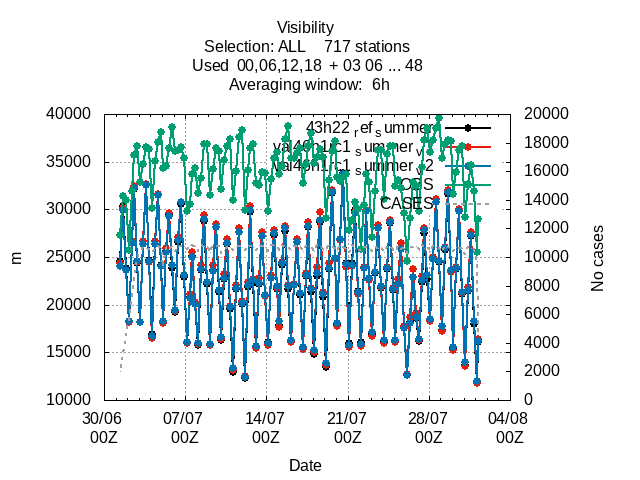 Visibility
Selection: ALL 717 stations
Used 00,06,12,18 + 03 06 ... 48
Averaging window: 6h
40000
35000
30000
25000
20000
15000
10000
20000
18000
16000
14000
12000
10000
8000
6000
4000
2000
0
43h22_ref_summer
OBS
CASES
m
No cases
30/06 07/07 14/07 21/07 28/07 04/08
00Z 00Z 00Z 00Z 00Z 00Z
Date